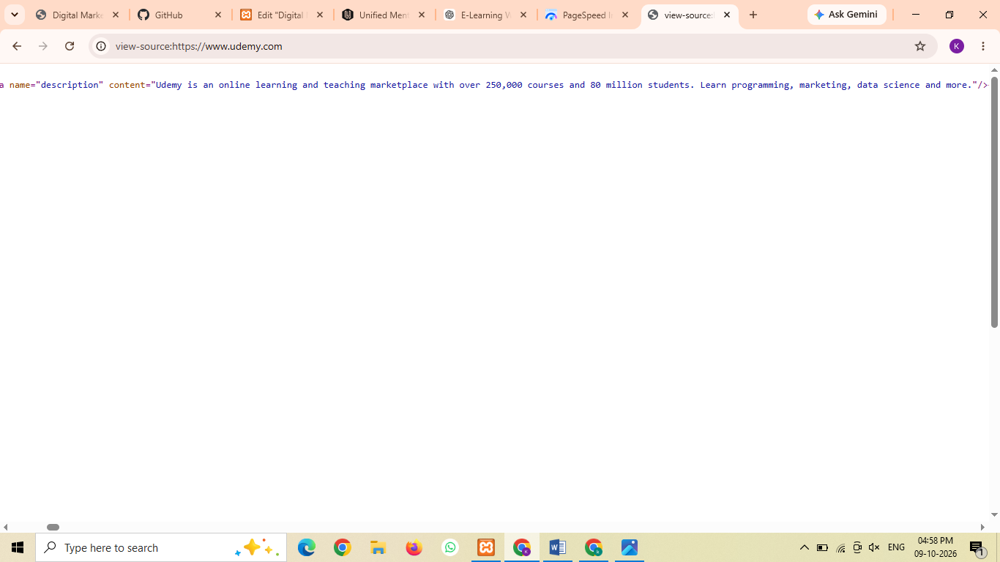 Digital Marke
GitHub
Edit "Digital
Unified Ment
E-Learning W
PageSpeed In
view-source:
Ask Gemini
view-source:https://www.udemy.com
K
a name="description" content="Udemy is an online learning and teaching marketplace with over 250,000 courses and 80 million students. Learn programming, marketing, data science and more."/>
Type here to search
K
k
ENG
04:58 PM
09-10-2026
1